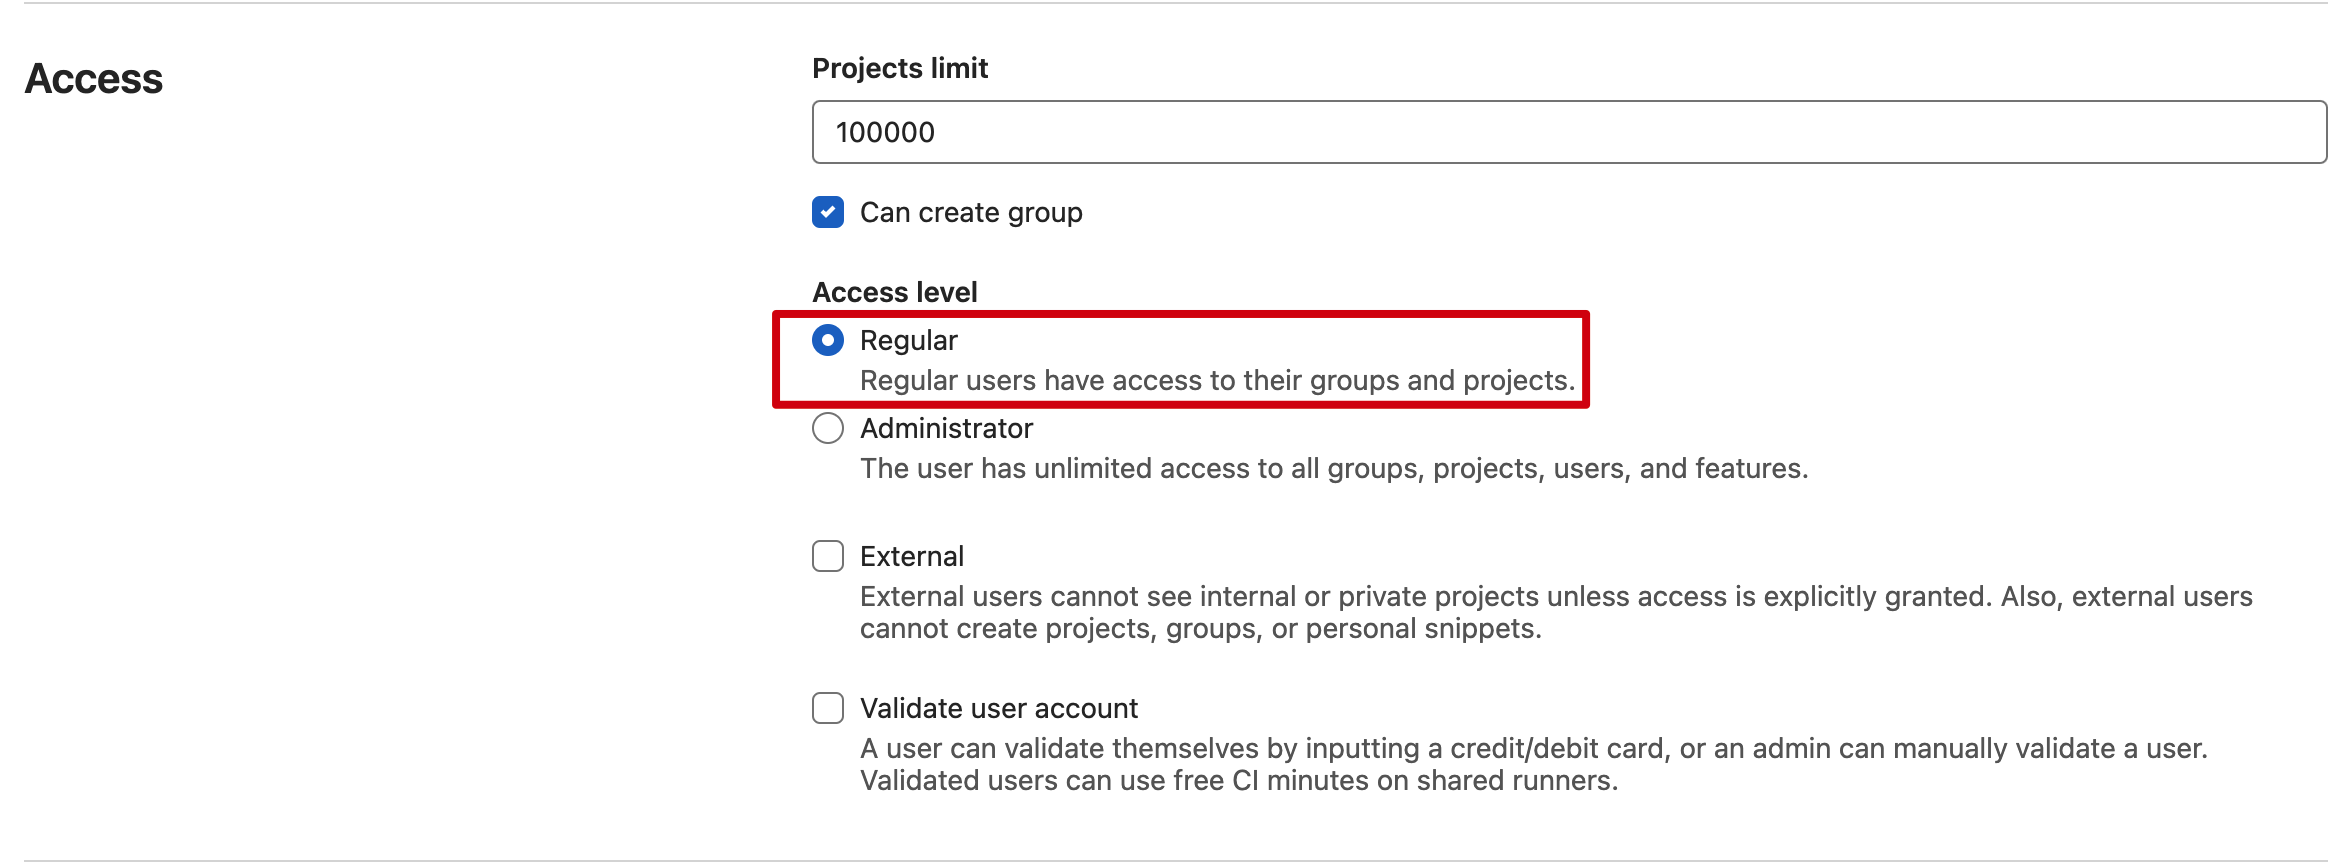 Access
Projects limit
100000
Can create group
Access level
Regular
Regular users have access to their groups and projects.
Administrator
The user has unlimited access to all groups, projects, users, and features.
External
External users cannot see internal or private projects unless access is explicitly granted. Also, external users
cannot create projects, groups, or personal snippets.
Validate user account
A user can validate themselves by inputting a credit/debit card, or an admin can manually validate a user.
Validated users can use free CI minutes on shared runners.